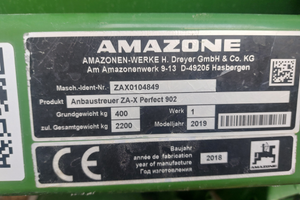 AMAZONE
AMAZONEN-WERKE H. Dreyer GmbH & Co. KG
Am Amazonenwerk 9-13 D-49205 Hasbergen
Masch.-Ident-Nr. ZAX0104849
Produkt Anbaustreuer ZA-X Perfect 902
Grundgewicht kg 400 Werk 1
zul. Gesamtgewicht kg 2200 Modelljahr 2019
CE
Baujahr
année de fabrication
year of manufacture
Год изготовления
2018